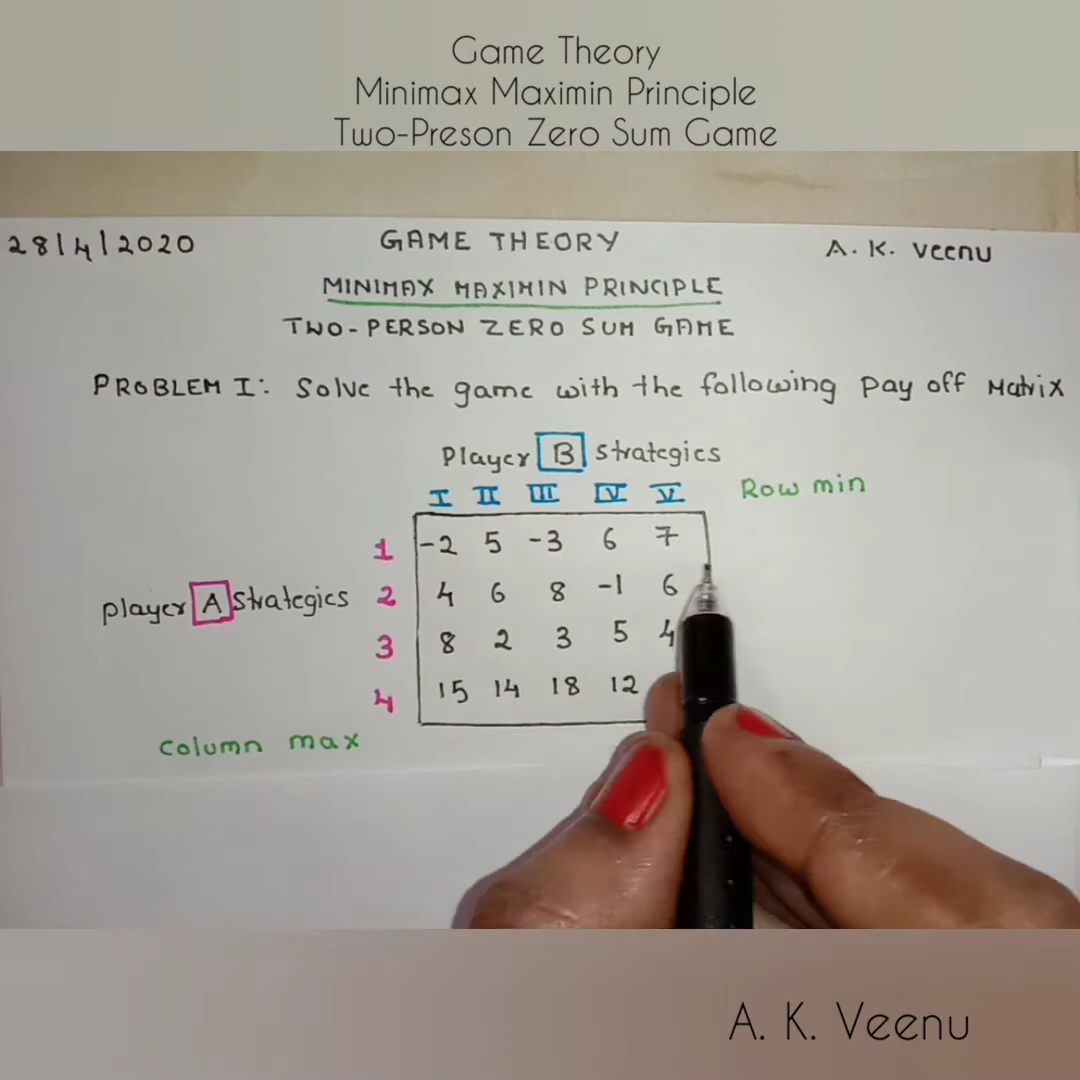 Game Theory
Minimax Maximin Principle
Two-Preson Zero Sum Game
28/4/2020 GAME THEORY A. K. Veenu
MINIMAX MAXIMIN PRINCIPLE
TWO-PERSON ZERO SUM GAME
PROBLEM I: Solve the game with the following Pay off Matrix
Player B Strategies
I II III IV V Row min
1 -2 5 -3 6 7
Player A Strategies 2 4 6 8 -1 6
3 8 2 3 5 4
4 15 14 18 12
Column max
A. K. Veenu